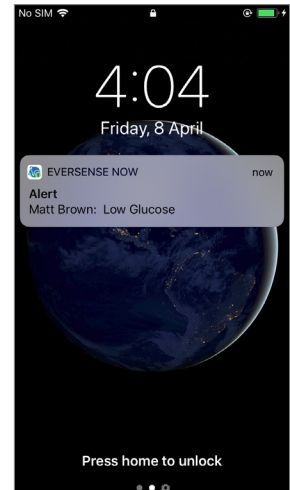 No SIM
4:04
Friday, 8 April
EVERSENSE NOW now
Alert
Matt Brown: Low Glucose
Press home to unlock